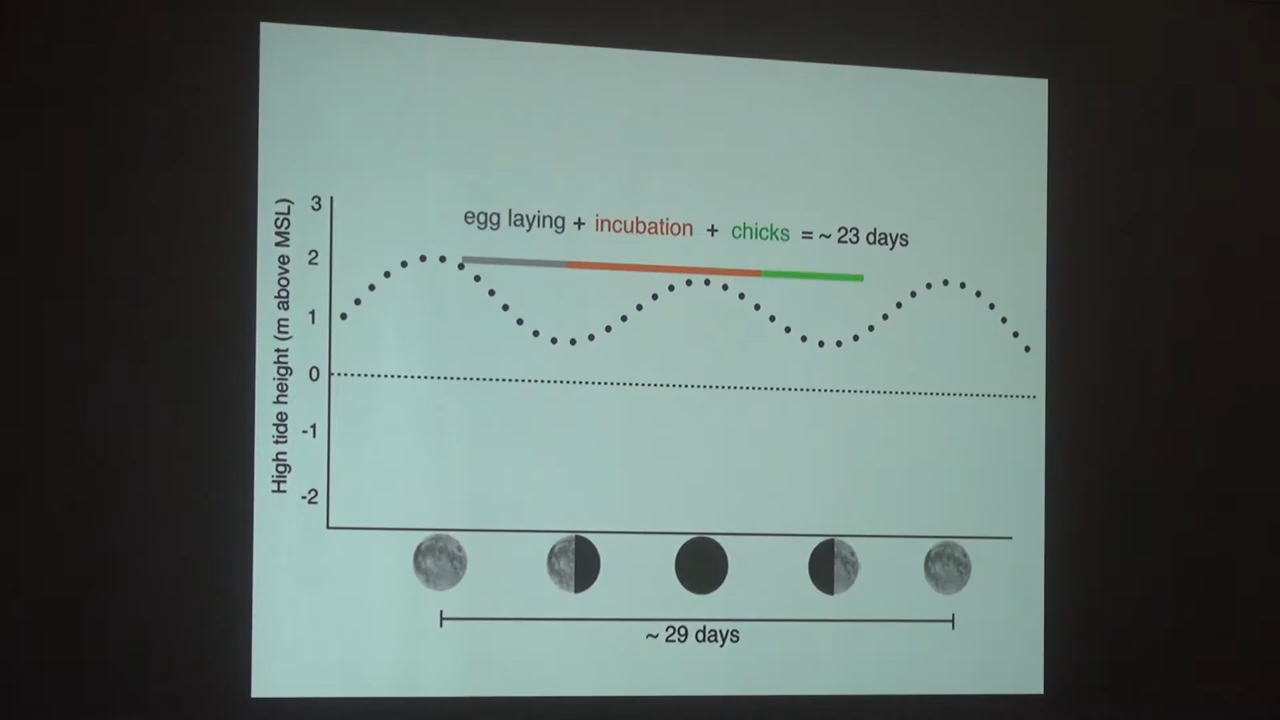 egg laying + incubation + chicks = ~ 23 days
High tide height (m above MSL)
3
2
1
0
-1
-2
~ 29 days